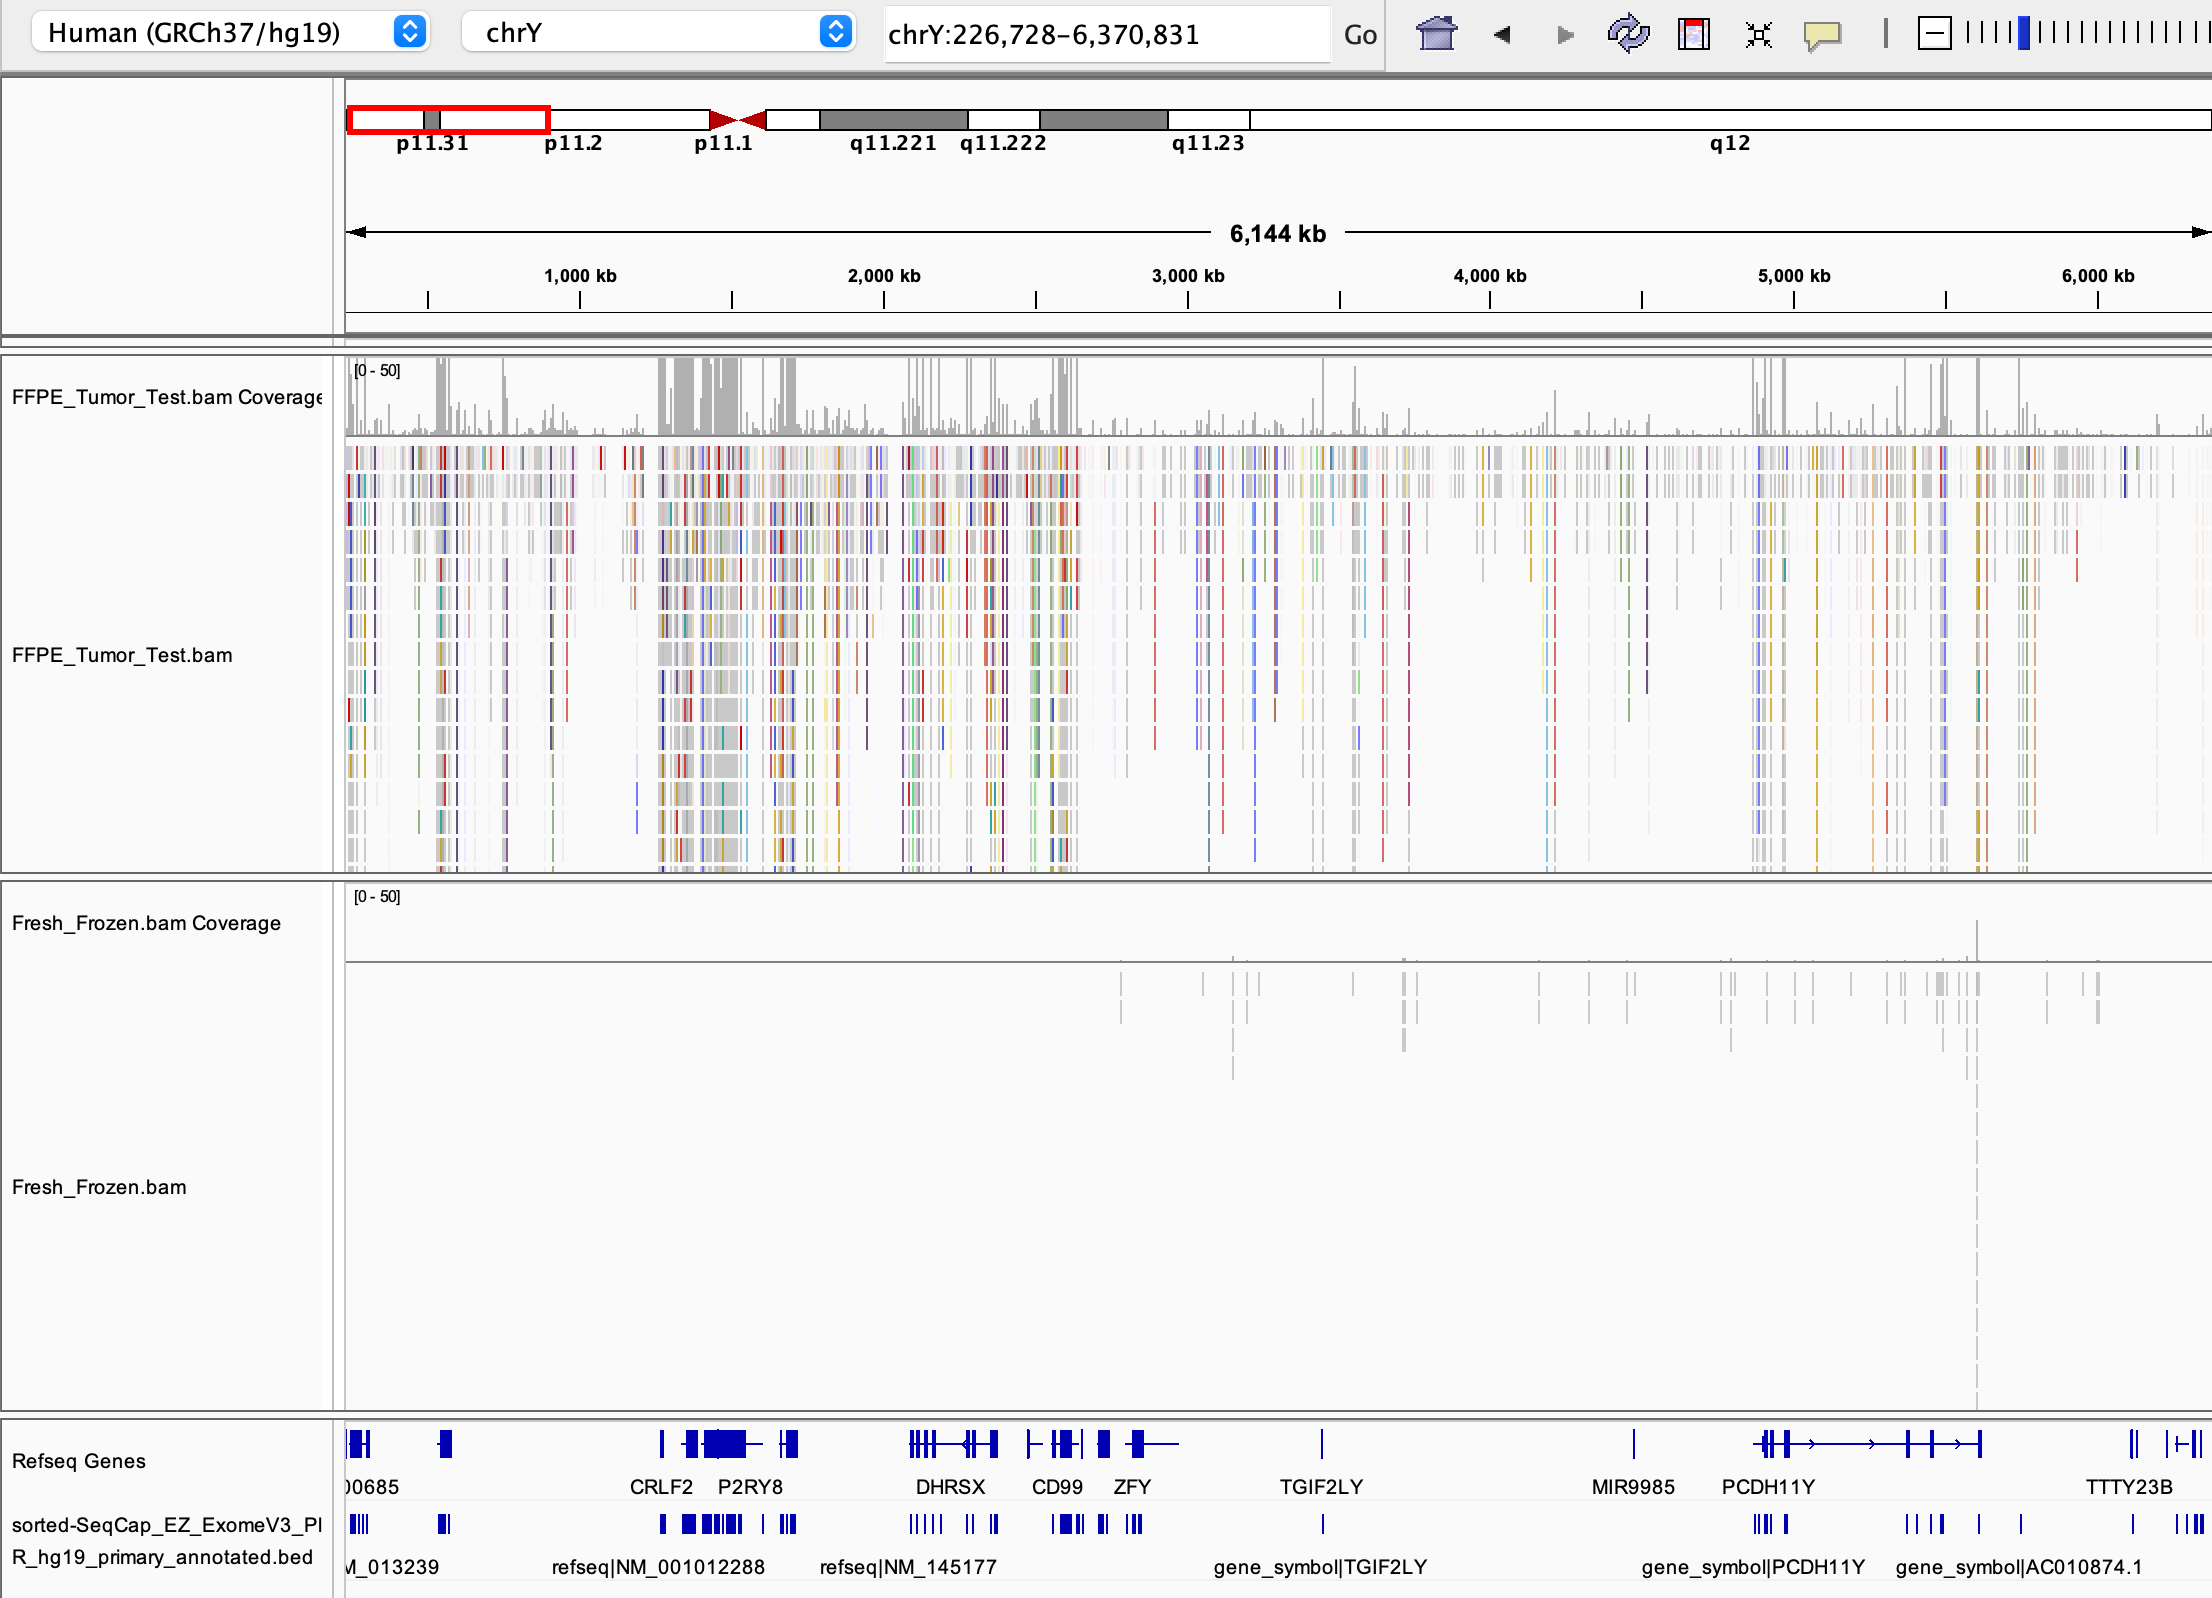 Human (GRCh37/hg19) chrY chrY:226,728-6,370,831 Go
p11.31 p11.2 p11.1 q11.221 q11.222 q11.23 q12
6,144 kb
1,000 kb 2,000 kb 3,000 kb 4,000 kb 5,000 kb 6,000 kb
[0 - 50]
FFPE_Tumor_Test.bam Coverage
FFPE_Tumor_Test.bam
[0 - 50]
Fresh_Frozen.bam Coverage
Fresh_Frozen.bam
Refseq Genes
00685 CRLF2 P2RY8 DHRSX CD99 ZFY TGIF2LY MIR9985 PCDH11Y TTTY23B
sorted-SeqCap_EZ_ExomeV3_Pl
R_hg19_primary_annotated.bed
M_013239 refseq|NM_001012288 refseq|NM_145177 gene_symbol|TGIF2LY gene_symbol|PCDH11Y gene_symbol|AC010874.1